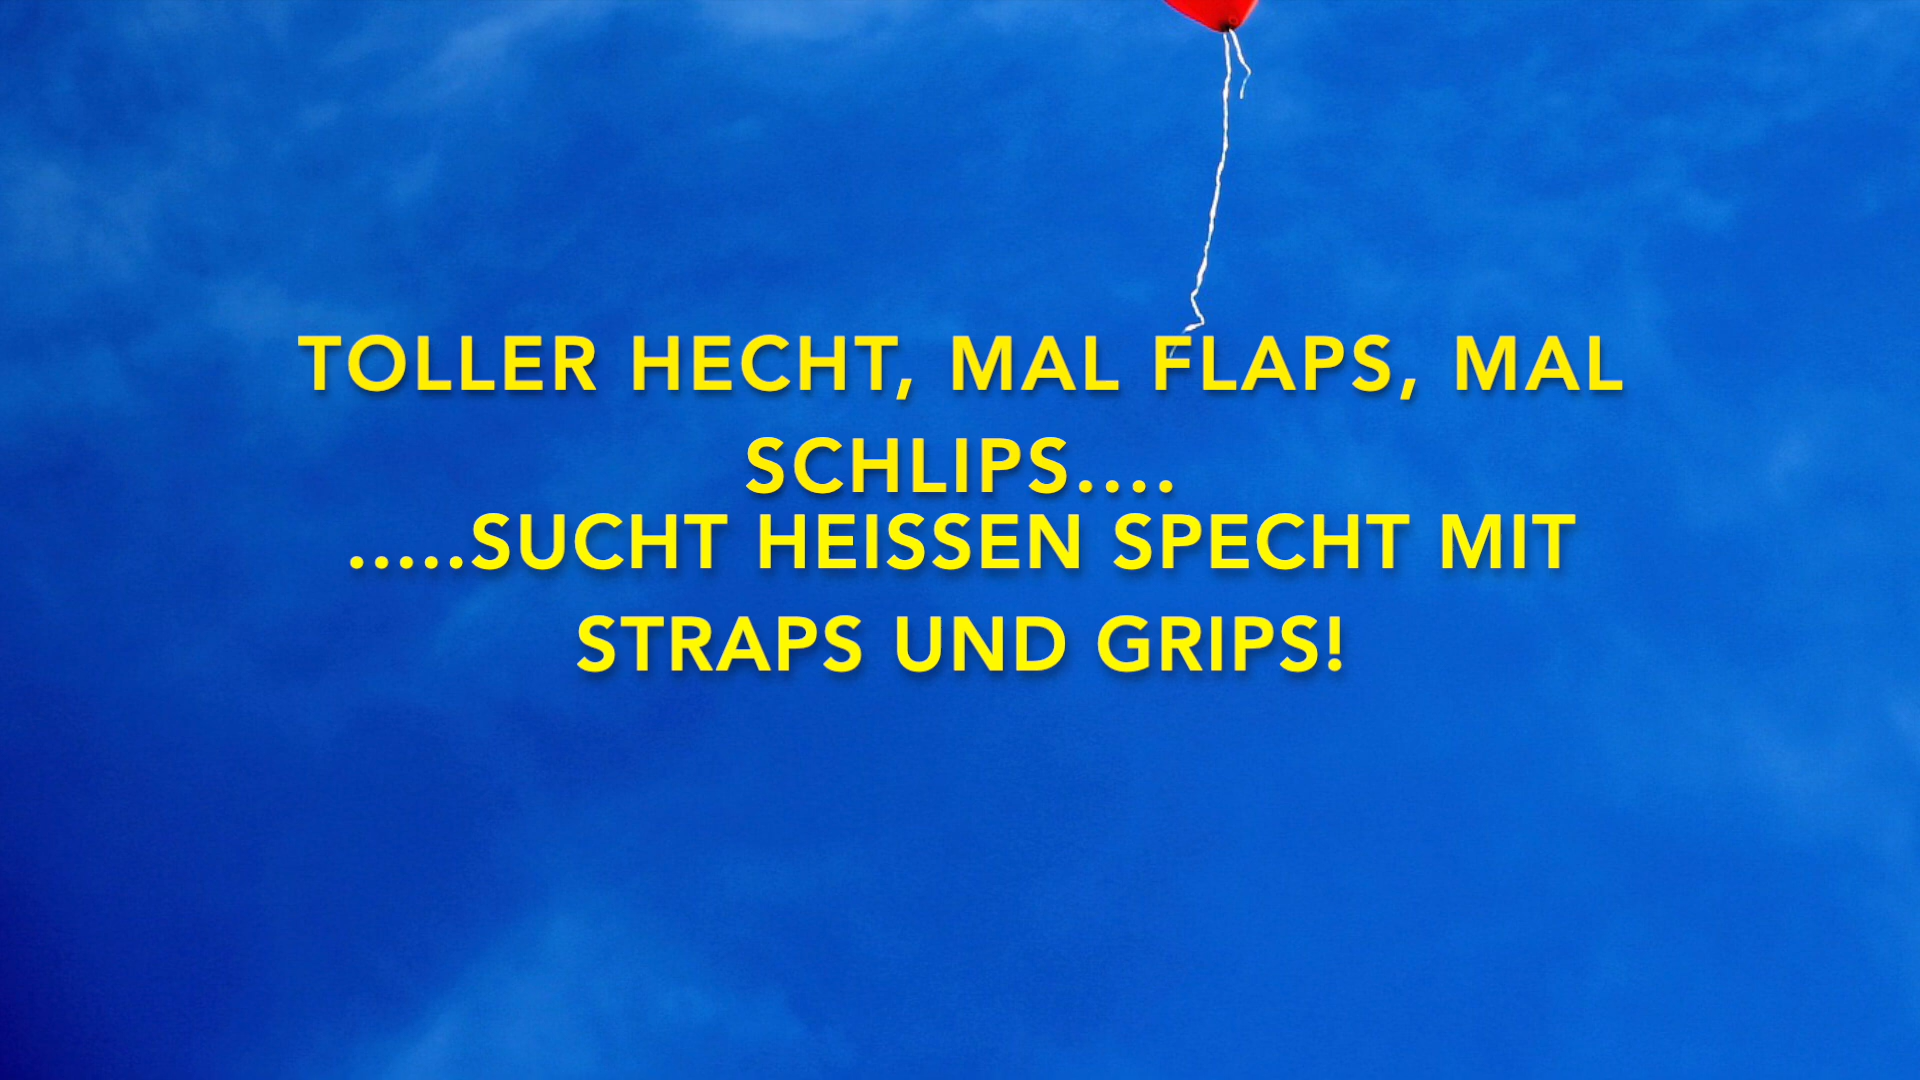 TOLLER HECHT, MAL FLAPS, MAL
SCHLIPS....
.....SUCHT HEISSEN SPECHT MIT
STRAPS UND GRIPS!